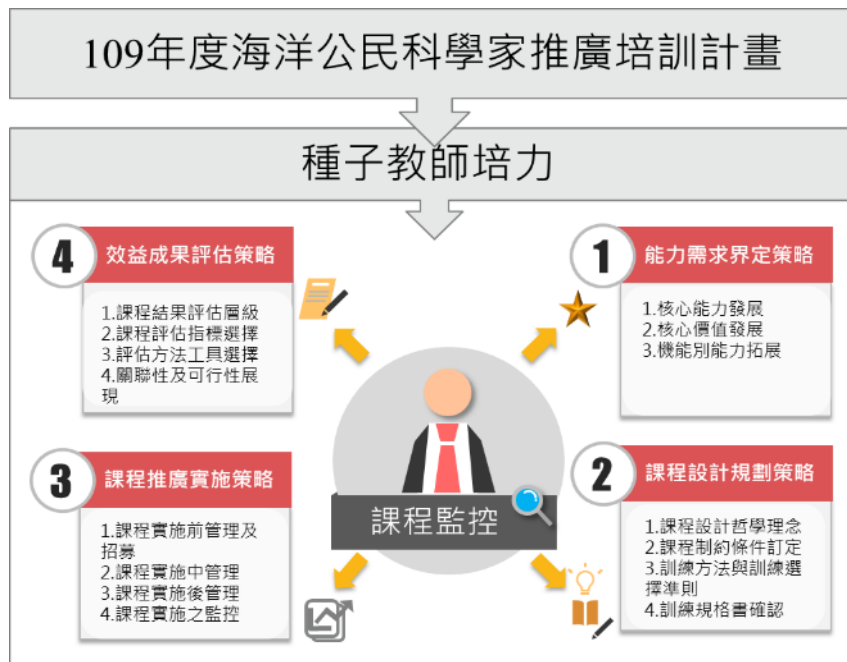 109年度海洋公民科學家推廣培訓計畫
種子教師培力
4 效益成果評估策略
1.課程結果評估層級
2.課程評估指標選擇
3.評估方法工具選擇
4.關聯性及可行性展
現
1 能力需求界定策略
1.核心能力發展
2.核心價值發展
3.機能別能力拓展
課程監控
3 課程推廣實施策略
1.課程實施前管理及
招募
2.課程實施中管理
3.課程實施後管理
4.課程實施之監控
2 課程設計規劃策略
1.課程設計哲學理念
2.課程制約條件訂定
3.訓練方法與訓練選
擇準則
4.訓練規格書確認